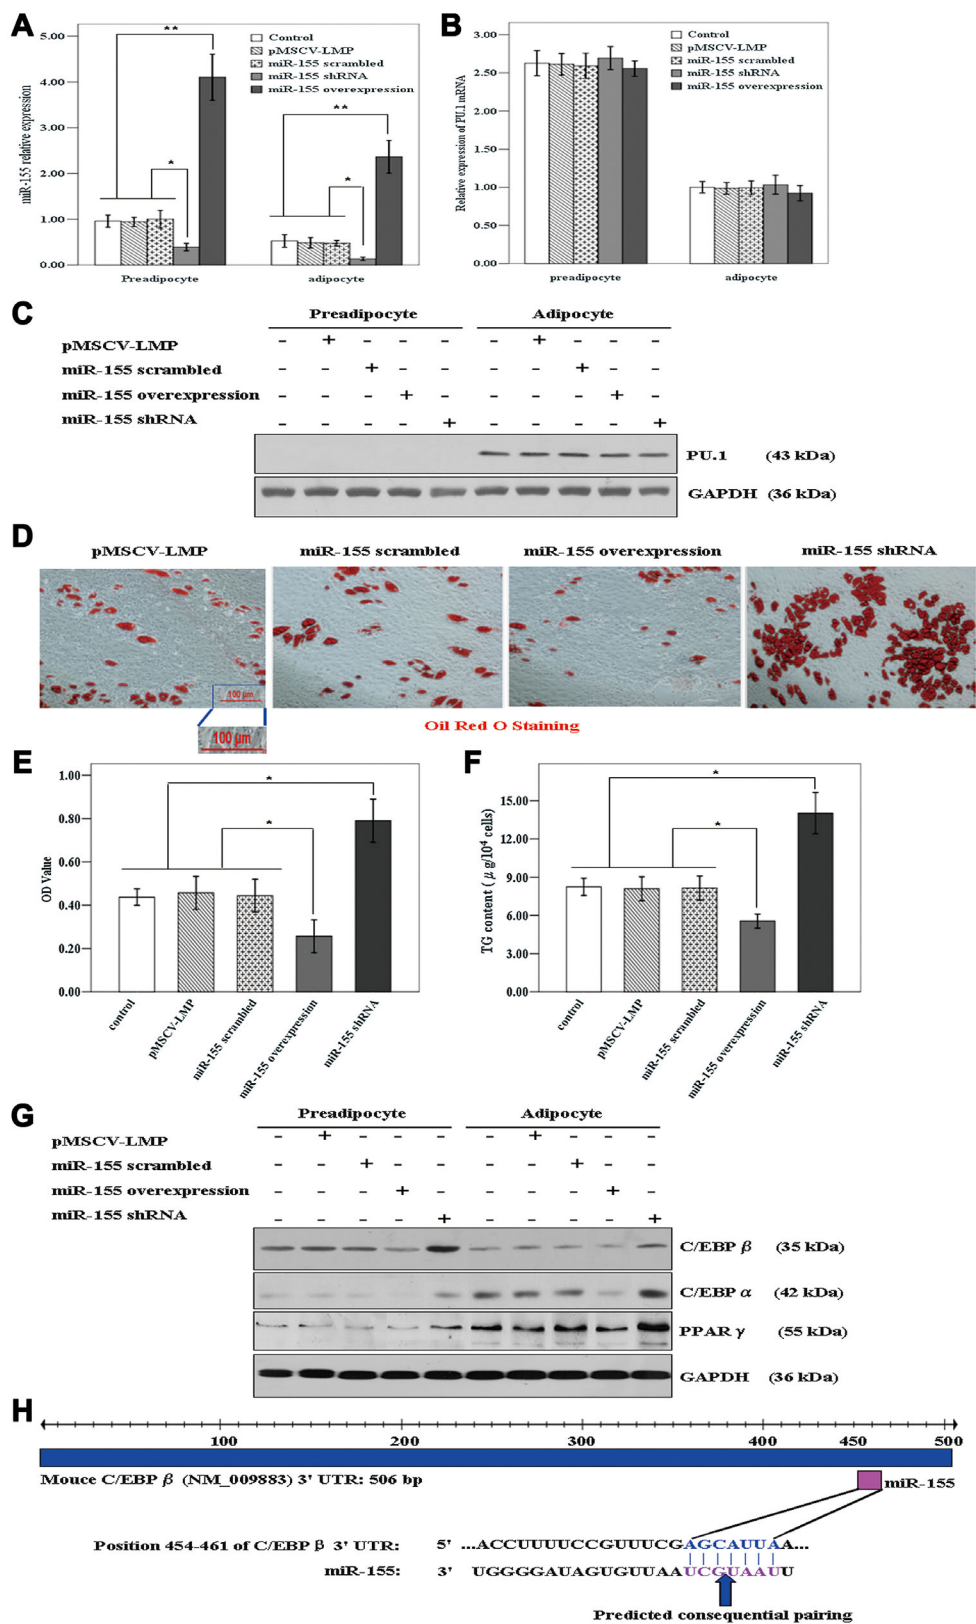 A
5.00
4.00
3.00
2.00
1.00
0.00
miR-155 relative expression
**
*
**
*
Control
pMSCV-LMP
miR-155 scrambled
miR-155 shRNA
miR-155 overexpression
Preadipocyte
adipocyte
B
3.00
2.50
2.00
1.50
1.00
0.50
0.00
Relative expression of PU.1 mRNA
Control
pMSCV-LMP
miR-155 scrambled
miR-155 shRNA
miR-155 overexpression
preadipocyte
adipocyte
C
Preadipocyte Adipocyte
pMSCV-LMP - + - - - - + - - -
miR-155 scrambled - - + - - - - + - -
miR-155 overexpression - - - + - - - - + -
miR-155 shRNA - - - - + - - - - +
PU.1 (43 kDa)
GAPDH (36 kDa)
D
pMSCV-LMP miR-155 scrambled miR-155 overexpression miR-155 shRNA
100 µm
100 µm
Oil Red O Staining
E
1.00
0.80
0.60
0.40
0.20
0.00
OD Value
*
*
control
pMSCV-LMP
miR-155 scrambled
miR-155 overexpression
miR-155 shRNA
F
15.00
12.00
9.00
6.00
3.00
0.00
TG content ( μ g/10⁴ cells)
*
*
control
pMSCV-LMP
miR-155 scrambled
miR-155 overexpression
miR-155 shRNA
G
Preadipocyte Adipocyte
pMSCV-LMP - + - - - - + - - -
miR-155 scrambled - - + - - - - + - -
miR-155 overexpression - - - + - - - - + -
miR-155 shRNA - - - - + - - - - +
C/EBP β (35 kDa)
C/EBP α (42 kDa)
PPAR γ (55 kDa)
GAPDH (36 kDa)
H
100 200 300 400 500
Mouce C/EBP β (NM_009883) 3' UTR: 506 bp
miR-155
Position 454-461 of C/EBP β 3' UTR: 5' ...ACCUUUUCCGUUUCGAGCAUUAA...
miR-155: 3' UGGGGAUAGUGUUAAUCGUAAUU
Predicted consequential pairing